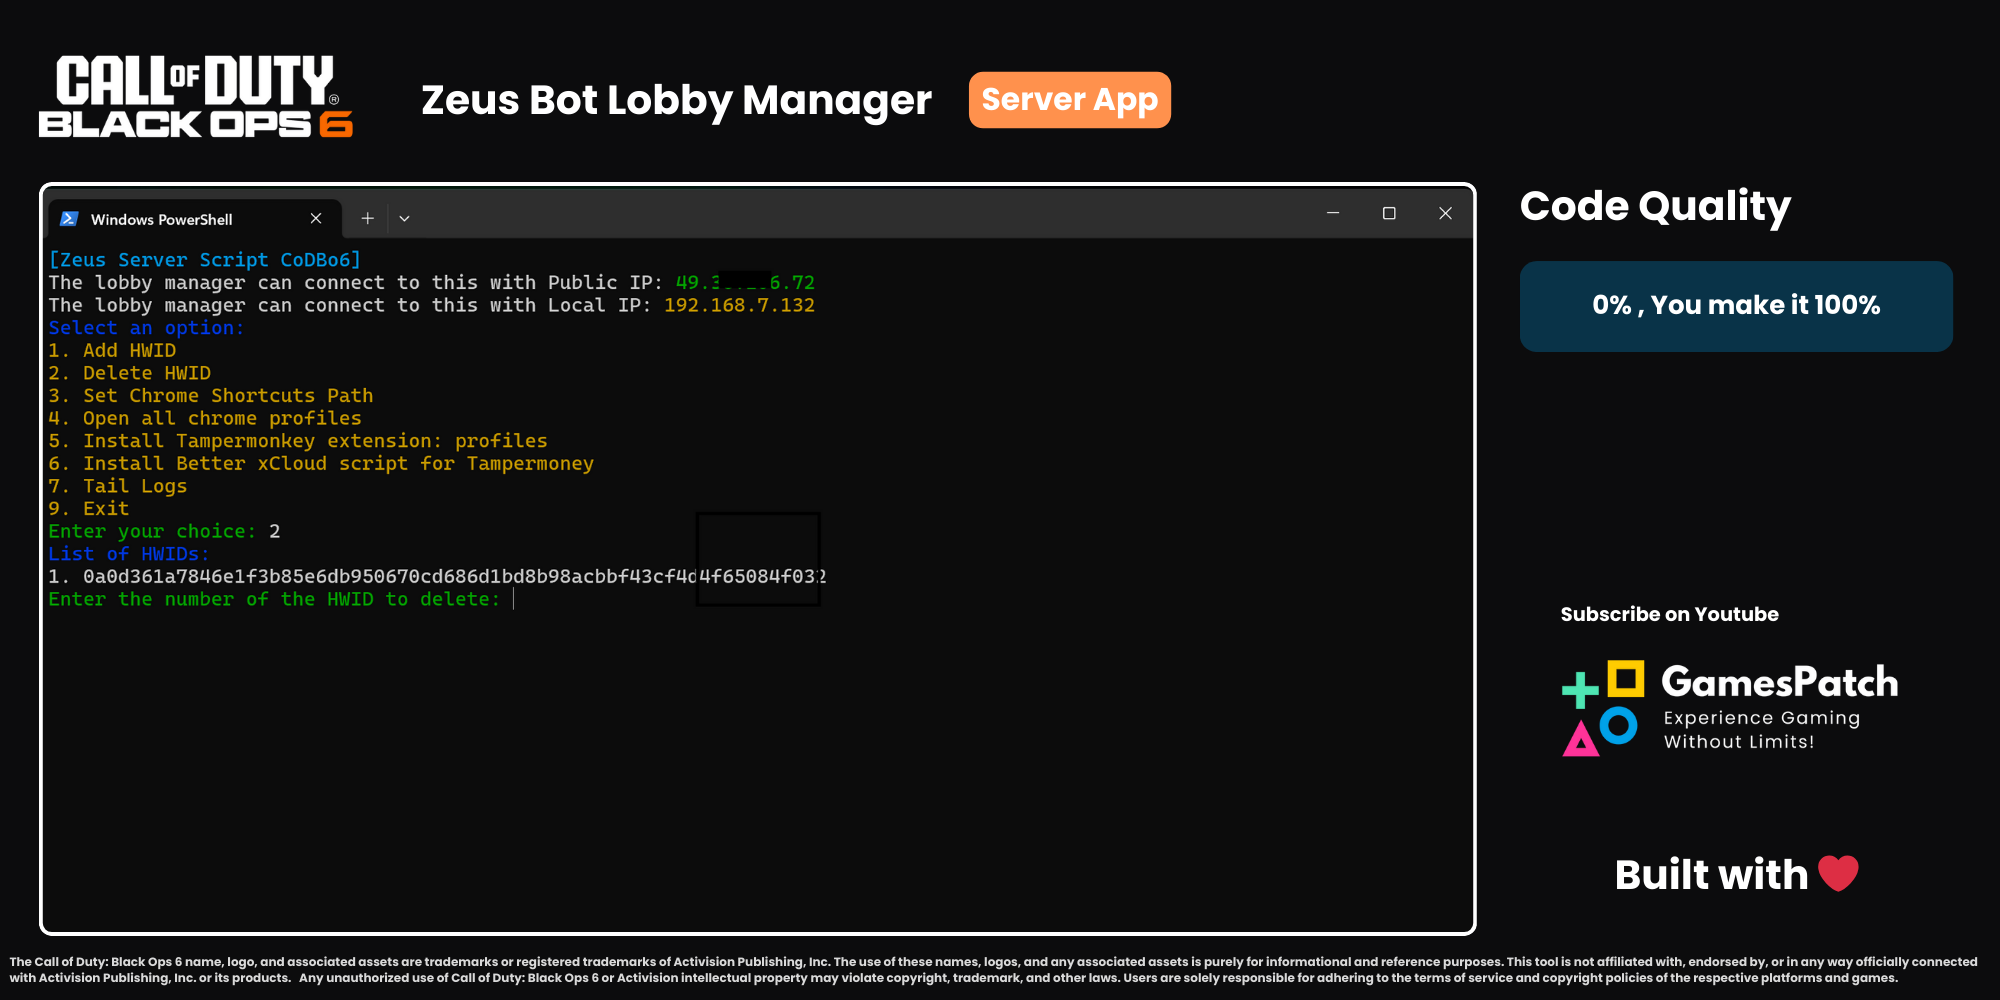 CALL OF DUTY®
BLACK OPS 6
Zeus Bot Lobby Manager
Server App
Windows PowerShell
[Zeus Server Script CoDBo6]
The lobby manager can connect to this with Public IP:
The lobby manager can connect to this with Local IP: 192.168.7.132
Select an option:
1. Add HWID
2. Delete HWID
3. Set Chrome Shortcuts Path
4. Open all chrome profiles
5. Install Tampermonkey extension: profiles
6. Install Better xCloud script for Tampermoney
7. Tail Logs
9. Exit
Enter your choice: 2
List of HWIDs:
1. 0a0d361a7846e1f3b85e6db950670cd686d1bd8b98acbbf43cf4d4f65084f032
Enter the number of the HWID to delete:
Code Quality
0% , You make it 100%
Subscribe on Youtube
GamesPatch
Experience Gaming
Without Limits!
Built with
The Call of Duty: Black Ops 6 name, logo, and associated assets are trademarks or registered trademarks of Activision Publishing, Inc. The use of these names, logos, and any associated assets is purely for informational and reference purposes. This tool is not affiliated with, endorsed by, or in any way officially connected
with Activision Publishing, Inc. or its products. Any unauthorized use of Call of Duty: Black Ops 6 or Activision intellectual property may violate copyright, trademark, and other laws. Users are solely responsible for adhering to the terms of service and copyright policies of the respective platforms and games.